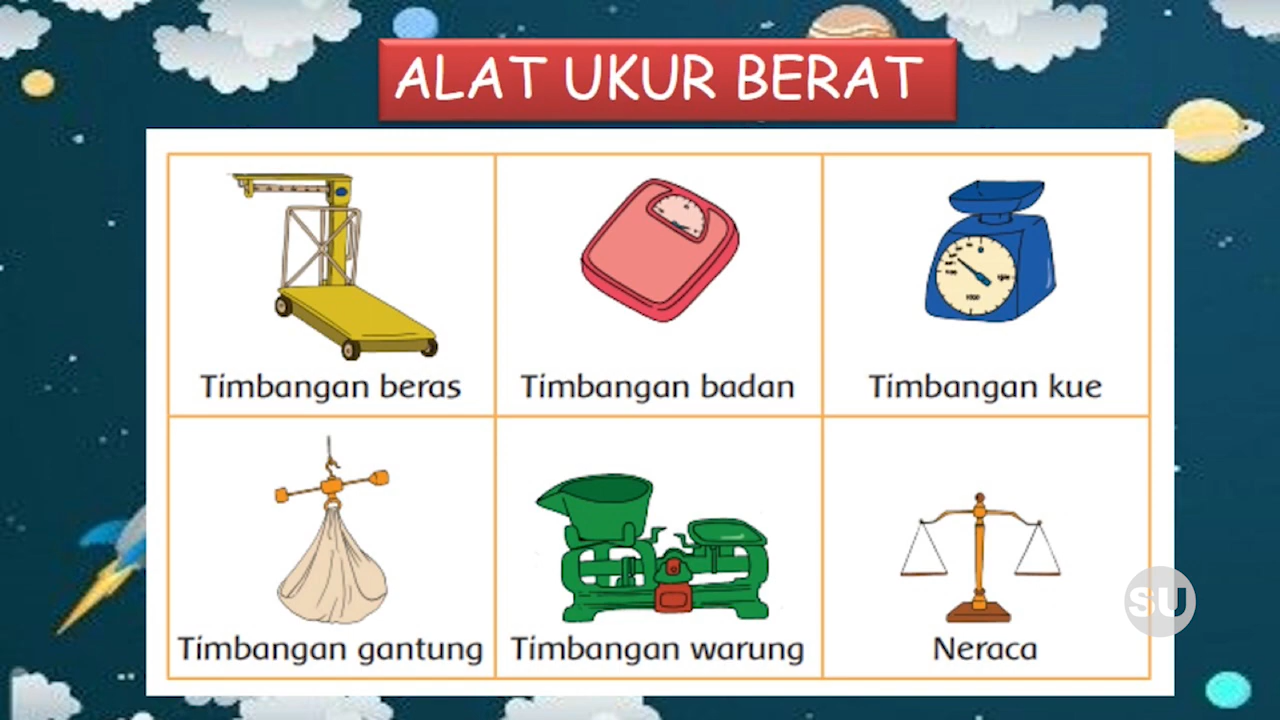 ALAT UKUR BERAT
Timbangan beras
Timbangan badan
Timbangan kue
Timbangan gantung
Timbangan warung
Neraca
SU